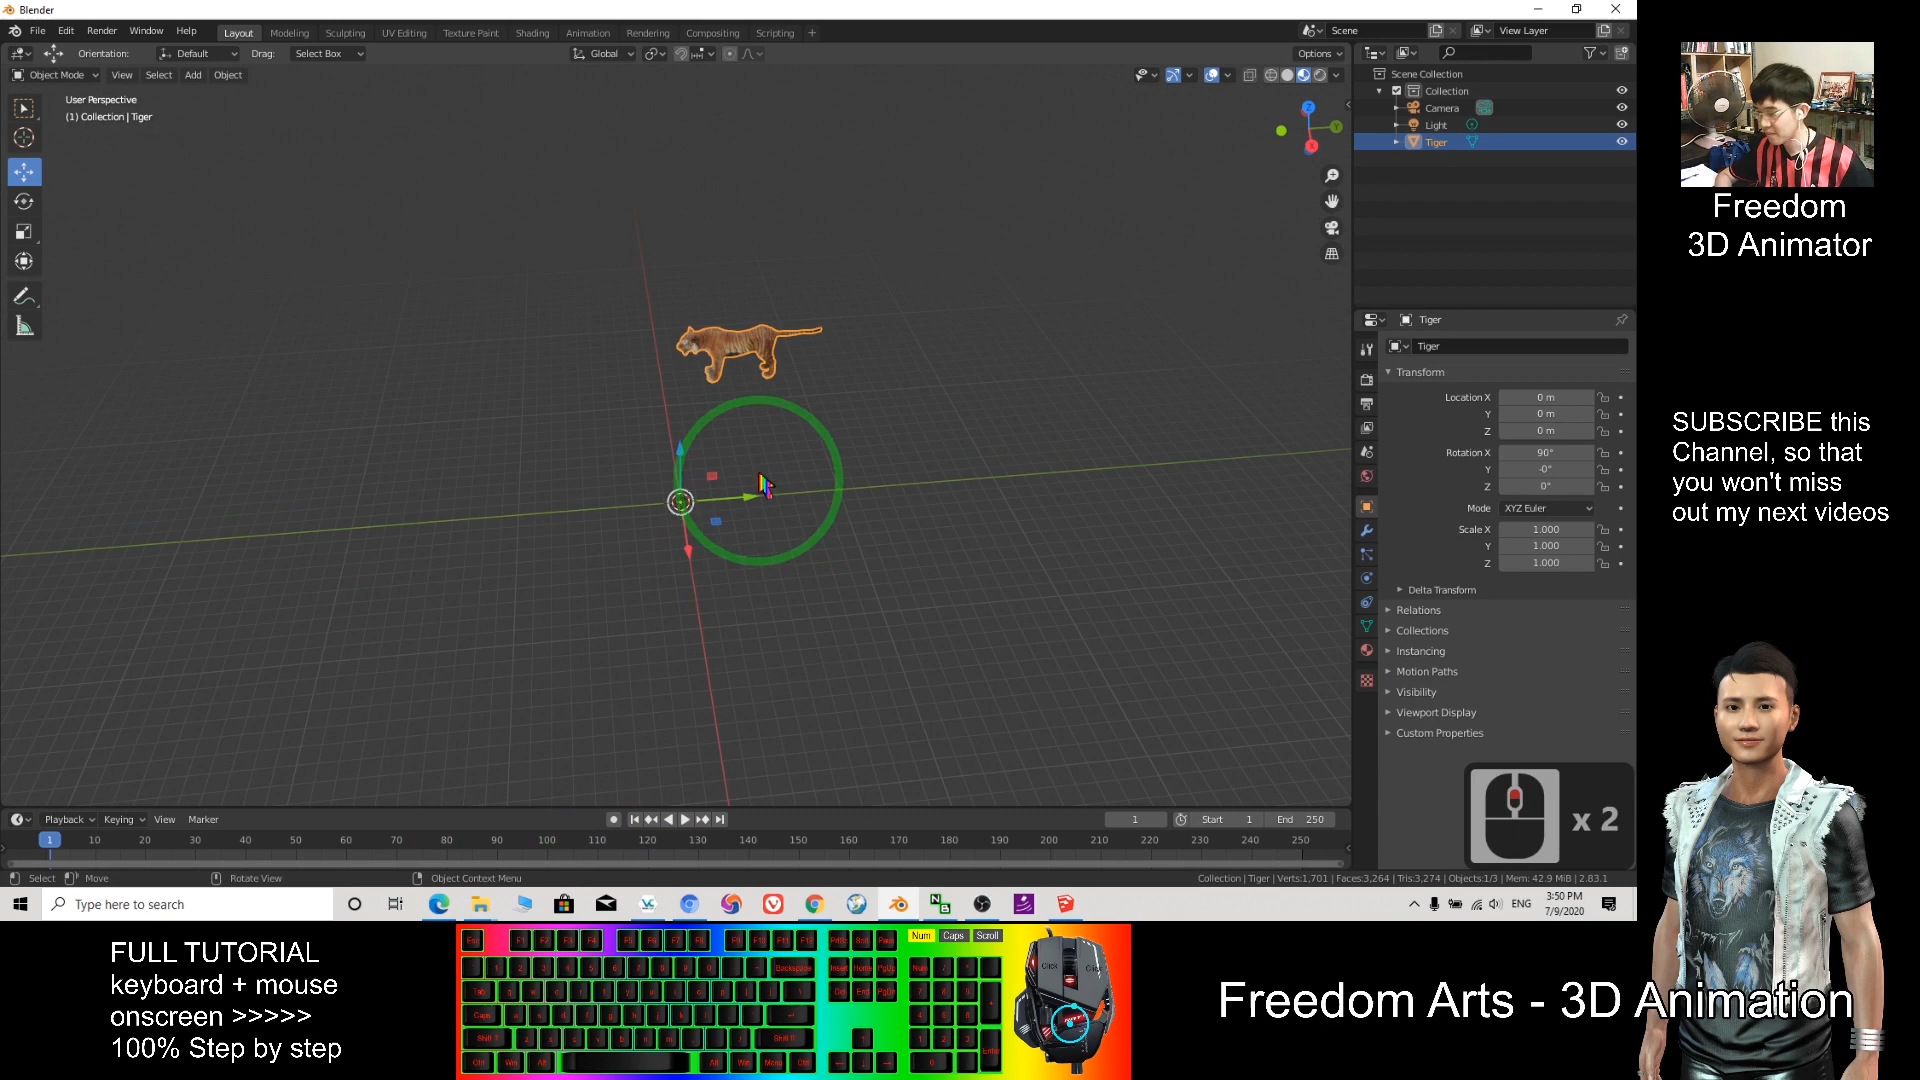 Blender
File Edit Render Window Help Layout Modeling Sculpting UV Editing Texture Paint Shading Animation Rendering Compositing Scripting + Scene View Layer
Orientation: Default Drag: Select Box Global Options
Object Mode View Select Add Object
User Perspective
(1) Collection | Tiger
Scene Collection
Collection
Camera
Light
Tiger
Tiger
Tiger
Transform
Location X 0 m
Y 0 m
Z 0 m
Rotation X 90°
Y -0°
Z 0°
Mode XYZ Euler
Scale X 1.000
Y 1.000
Z 1.000
Delta Transform
Relations
Collections
Instancing
Motion Paths
Visibility
Viewport Display
Custom Properties
x 2
Playback Keying View Marker 1 Start 1 End 250
1 10 20 30 40 50 60 70 80 90 100 110 120 130 140 150 160 170 180 190 200 210 220 230 240 250
Select Move Rotate View Object Context Menu Collection | Tiger | Verts:1,701 | Faces:3,264 | Tris:3,274 | Objects:1/3 | Mem: 42.9 MiB | 2.83.1
Type here to search ENG 3:50 PM
7/9/2020
Freedom
3D Animator
SUBSCRIBE this
Channel, so that
you won't miss
out my next videos
FULL TUTORIAL
keyboard + mouse
onscreen >>>>>
100% Step by step
Num Caps Scroll
Click Click
Freedom Arts - 3D Animation